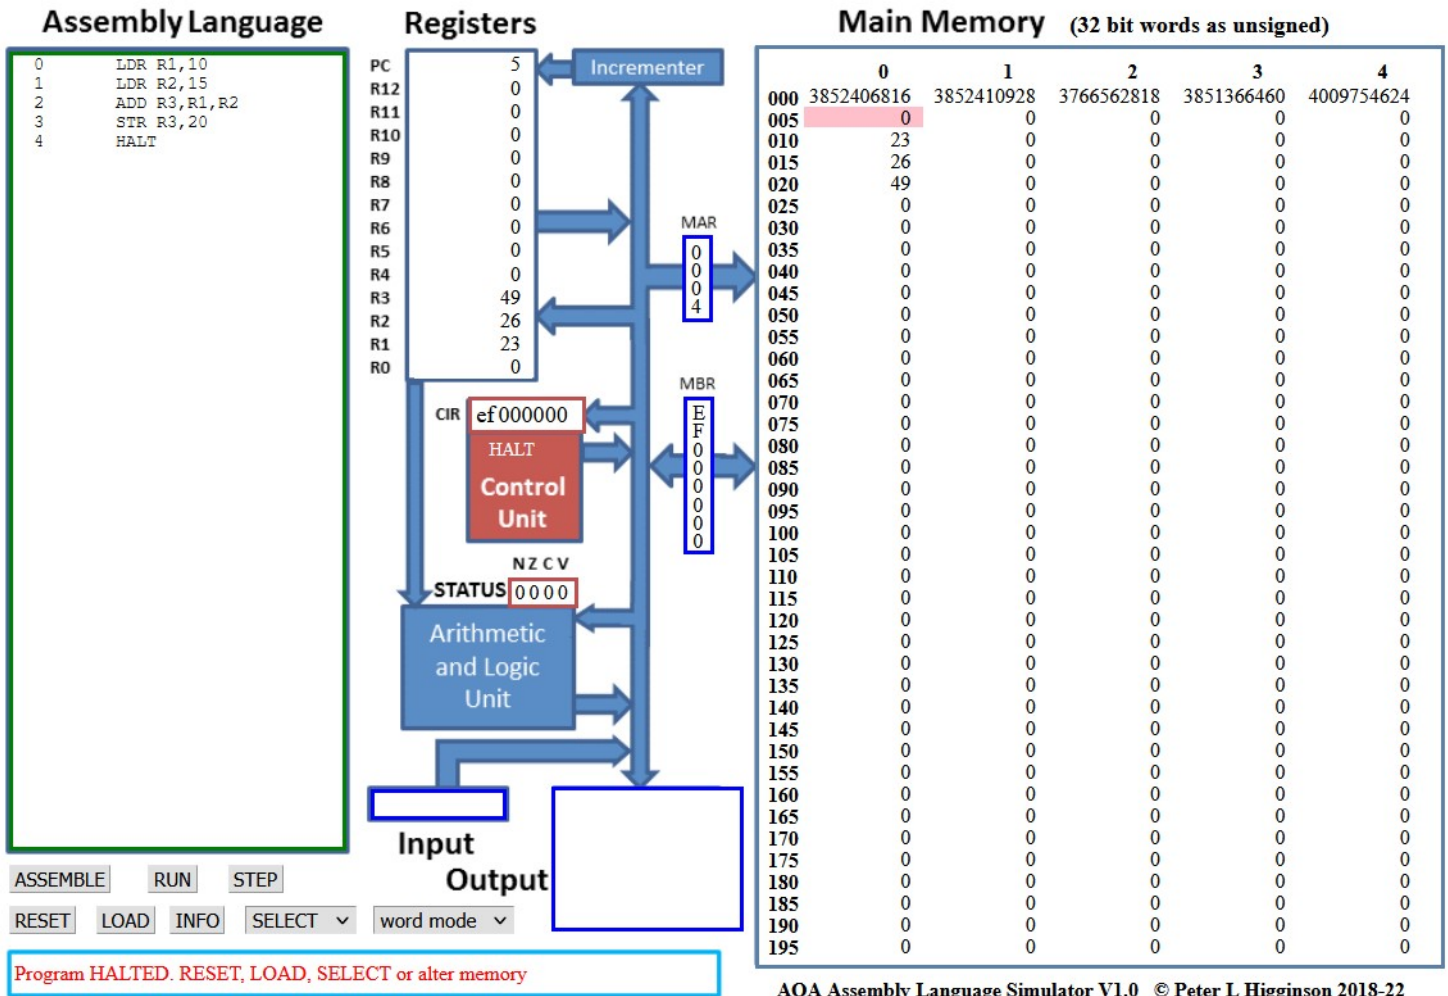 Assembly Language
0 LDR R1,10
1 LDR R2,15
2 ADD R3,R1,R2
3 STR R3,20
4 HALT
ASSEMBLE RUN STEP
RESET LOAD INFO SELECT word mode
Program HALTED. RESET, LOAD, SELECT or alter memory
Registers
PC 5
R12 0
R11 0
R10 0
R9 0
R8 0
R7 0
R6 0
R5 0
R4 0
R3 49
R2 26
R1 23
R0 0
Incrementer
MAR
0
0
0
4
MBR
E
F
0
0
0
0
0
0
CIR ef000000
HALT
Control
Unit
N Z C V
STATUS 0 0 0 0
Arithmetic
and Logic
Unit
Input
Output
Main Memory (32 bit words as unsigned)
0 1 2 3 4
000 3852406816 3852410928 3766562818 3851366460 4009754624
005 0 0 0 0 0
010 23 0 0 0 0
015 26 0 0 0 0
020 49 0 0 0 0
025 0 0 0 0 0
030 0 0 0 0 0
035 0 0 0 0 0
040 0 0 0 0 0
045 0 0 0 0 0
050 0 0 0 0 0
055 0 0 0 0 0
060 0 0 0 0 0
065 0 0 0 0 0
070 0 0 0 0 0
075 0 0 0 0 0
080 0 0 0 0 0
085 0 0 0 0 0
090 0 0 0 0 0
095 0 0 0 0 0
100 0 0 0 0 0
105 0 0 0 0 0
110 0 0 0 0 0
115 0 0 0 0 0
120 0 0 0 0 0
125 0 0 0 0 0
130 0 0 0 0 0
135 0 0 0 0 0
140 0 0 0 0 0
145 0 0 0 0 0
150 0 0 0 0 0
155 0 0 0 0 0
160 0 0 0 0 0
165 0 0 0 0 0
170 0 0 0 0 0
175 0 0 0 0 0
180 0 0 0 0 0
185 0 0 0 0 0
190 0 0 0 0 0
195 0 0 0 0 0
AQA Assembly Language Simulator V1.0 © Peter L Higginson 2018-22